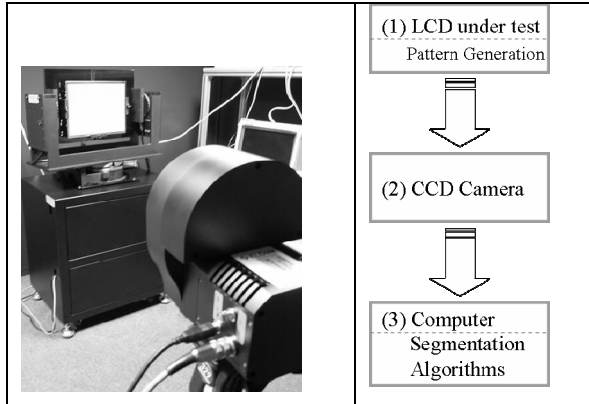 (1) LCD under test
Pattern Generation
(2) CCD Camera
(3) Computer
Segmentation
Algorithms